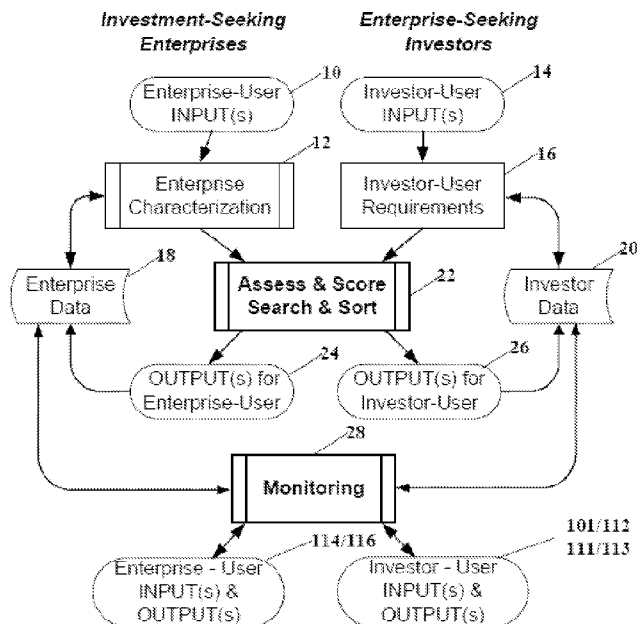 Investment-Seeking
Enterprises
Enterprise-Seeking
Investors
10
14
Enterprise-User
INPUT(s)
Investor-User
INPUT(s)
12
16
Enterprise
Characterization
Investor-User
Requirements
18
20
Enterprise
Data
Assess & Score
Search & Sort
22
Investor
Data
24
26
OUTPUT(s) for
Enterprise-User
OUTPUT(s) for
Investor-User
28
Monitoring
114/116
101/112
111/113
Enterprise - User
INPUT(s) &
OUTPUT(s)
Investor - User
INPUT(s) &
OUTPUT(s)